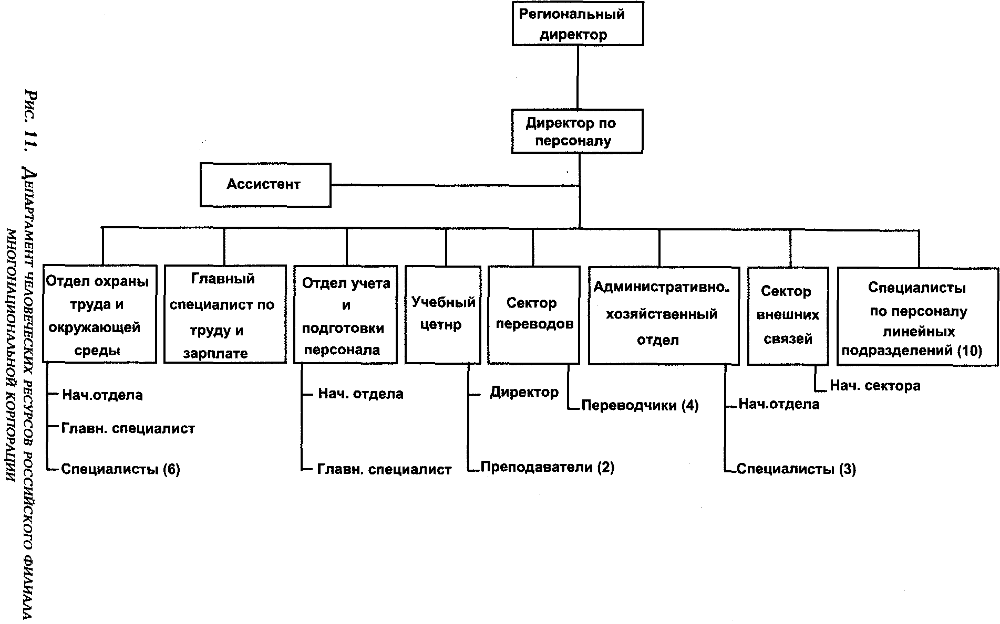 Региональный
директор
Директор по
персоналу
Ассистент
Отдел охраны
труда и
окружающей
среды
Главный
специалист по
труду и
зарплате
Отдел учета
и
подготовки
персонала
Учебный
цетнр
Сектор
переводов
Административно-
хозяйственный
отдел
Сектор
внешних
связей
Специалисты
по персоналу
линейных
подразделений (10)
Нач.отдела
Главн. специалист
Специалисты (6)
Нач. отдела
Главн. специалист
Директор
Преподаватели (2)
Переводчики (4)
Нач.отдела
Специалисты (3)
Нач. сектора
Рис. 11. Департамент человеческих ресурсов российского филиала
многонациональной корпорации